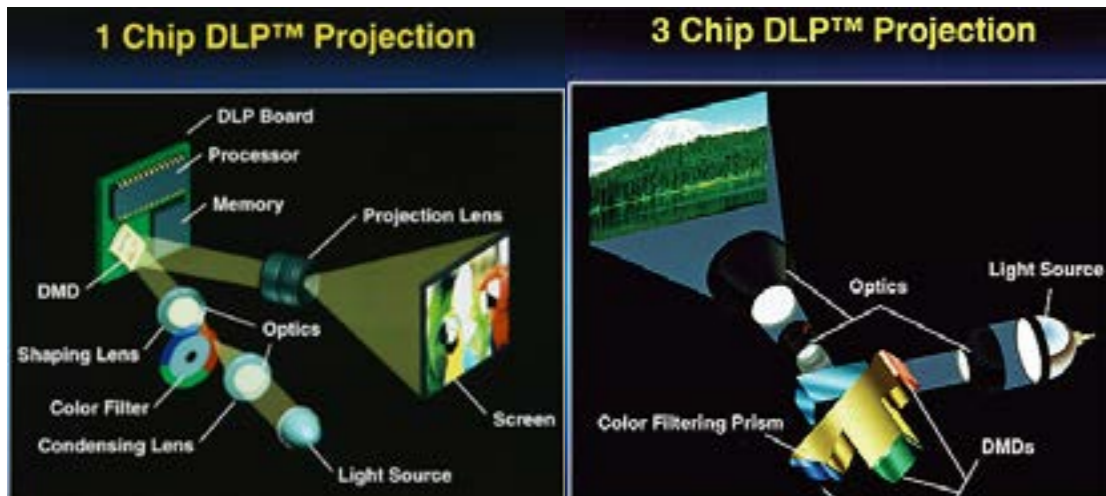 1 Chip DLP™ Projection
DLP Board
Processor
Memory
Projection Lens
DMD
Optics
Shaping Lens
Color Filter
Condensing Lens
Screen
Light Source
3 Chip DLP™ Projection
Light Source
Optics
Color Filtering Prism
DMDs